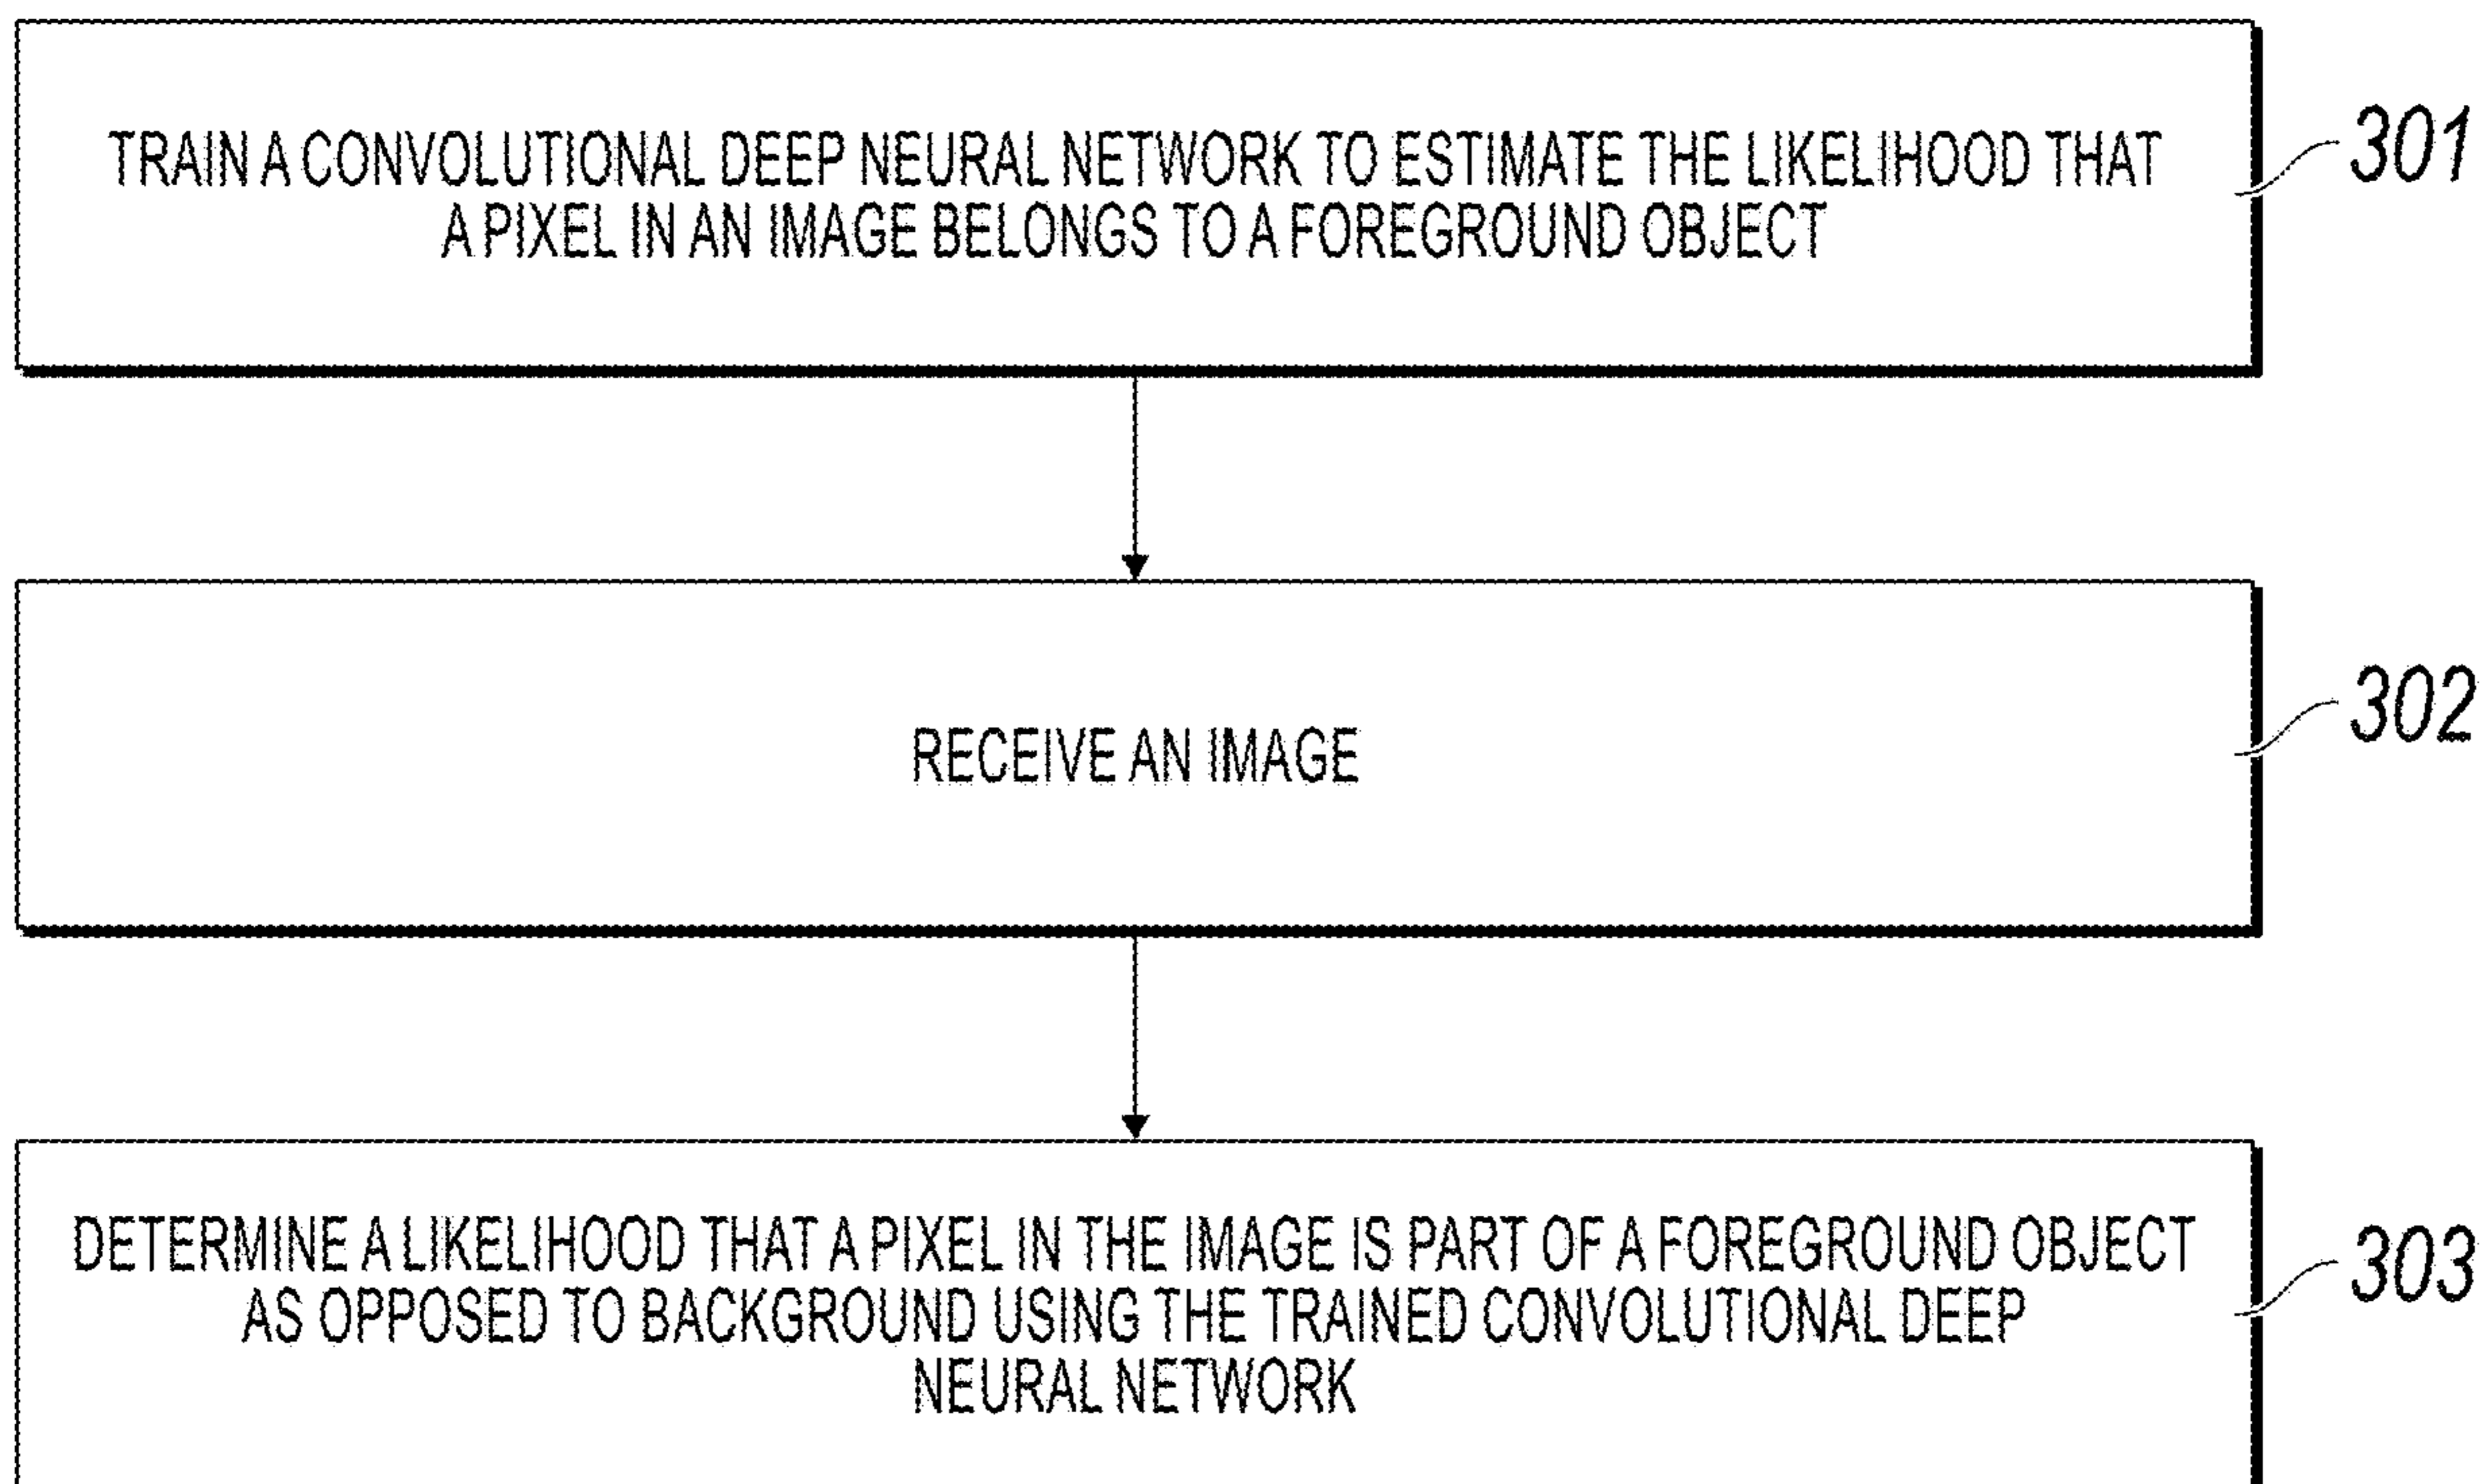 TRAIN A CONVOLUTIONAL DEEP NEURAL NETWORK TO ESTIMATE THE LIKELIHOOD THAT
A PIXEL IN AN IMAGE BELONGS TO A FOREGROUND OBJECT
301
RECEIVE AN IMAGE
302
DETERMINE A LIKELIHOOD THAT A PIXEL IN THE IMAGE IS PART OF A FOREGROUND OBJECT
AS OPPOSED TO BACKGROUND USING THE TRAINED CONVOLUTIONAL DEEP
NEURAL NETWORK
303